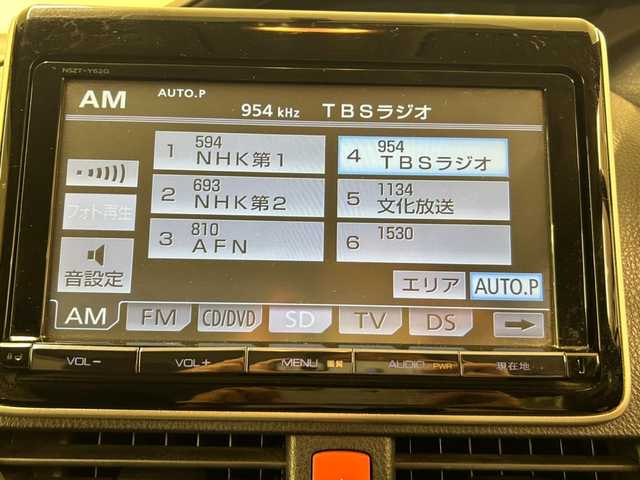 NSZT-Y62G
AM AUTO.P
954 kHz TBSラジオ
1 594 NHK第1
4 954 TBSラジオ
2 693 NHK第2
5 1134 文化放送
3 810 AFN
6 1530
フォト再生
音設定
エリア AUTO.P
AM FM CD/DVD SD TV DS
VOL− VOL+ MENU 画質 AUDIO PWR 現在地